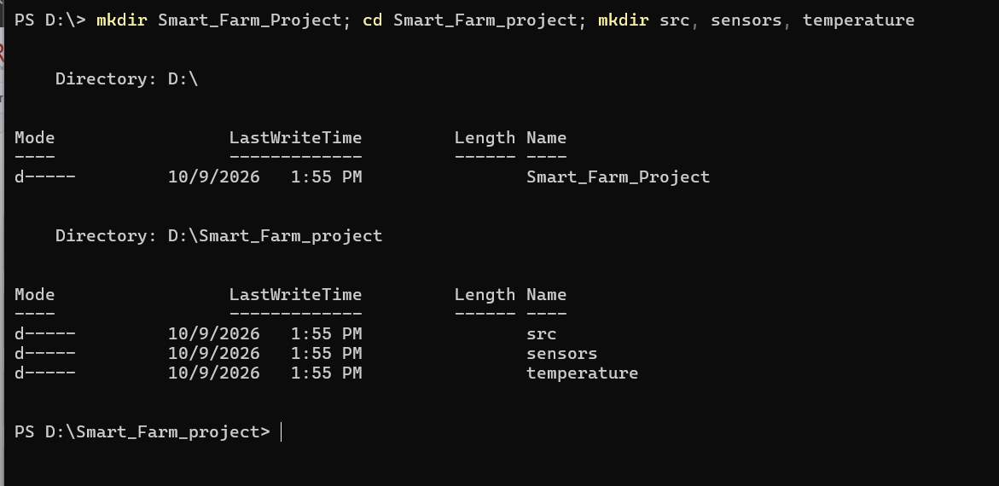 PS D:\> mkdir Smart_Farm_Project; cd Smart_Farm_project; mkdir src, sensors, temperature
Directory: D:\
Mode LastWriteTime Length Name
---- ------------- ------ ----
d----- 10/9/2026 1:55 PM Smart_Farm_Project
Directory: D:\Smart_Farm_project
Mode LastWriteTime Length Name
---- ------------- ------ ----
d----- 10/9/2026 1:55 PM src
d----- 10/9/2026 1:55 PM sensors
d----- 10/9/2026 1:55 PM temperature
PS D:\Smart_Farm_project>